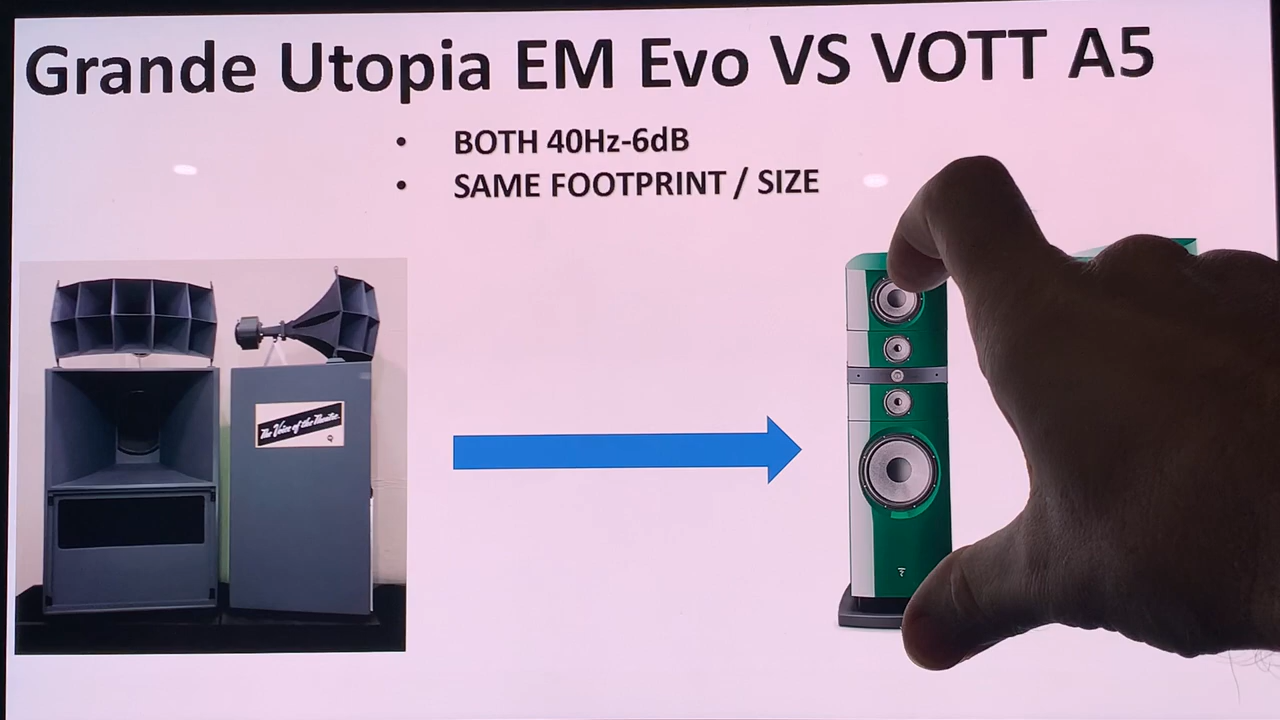 Grande Utopia EM Evo VS VOTT A5
• BOTH 40Hz-6dB
• SAME FOOTPRINT / SIZE
The Voice of the Theatre